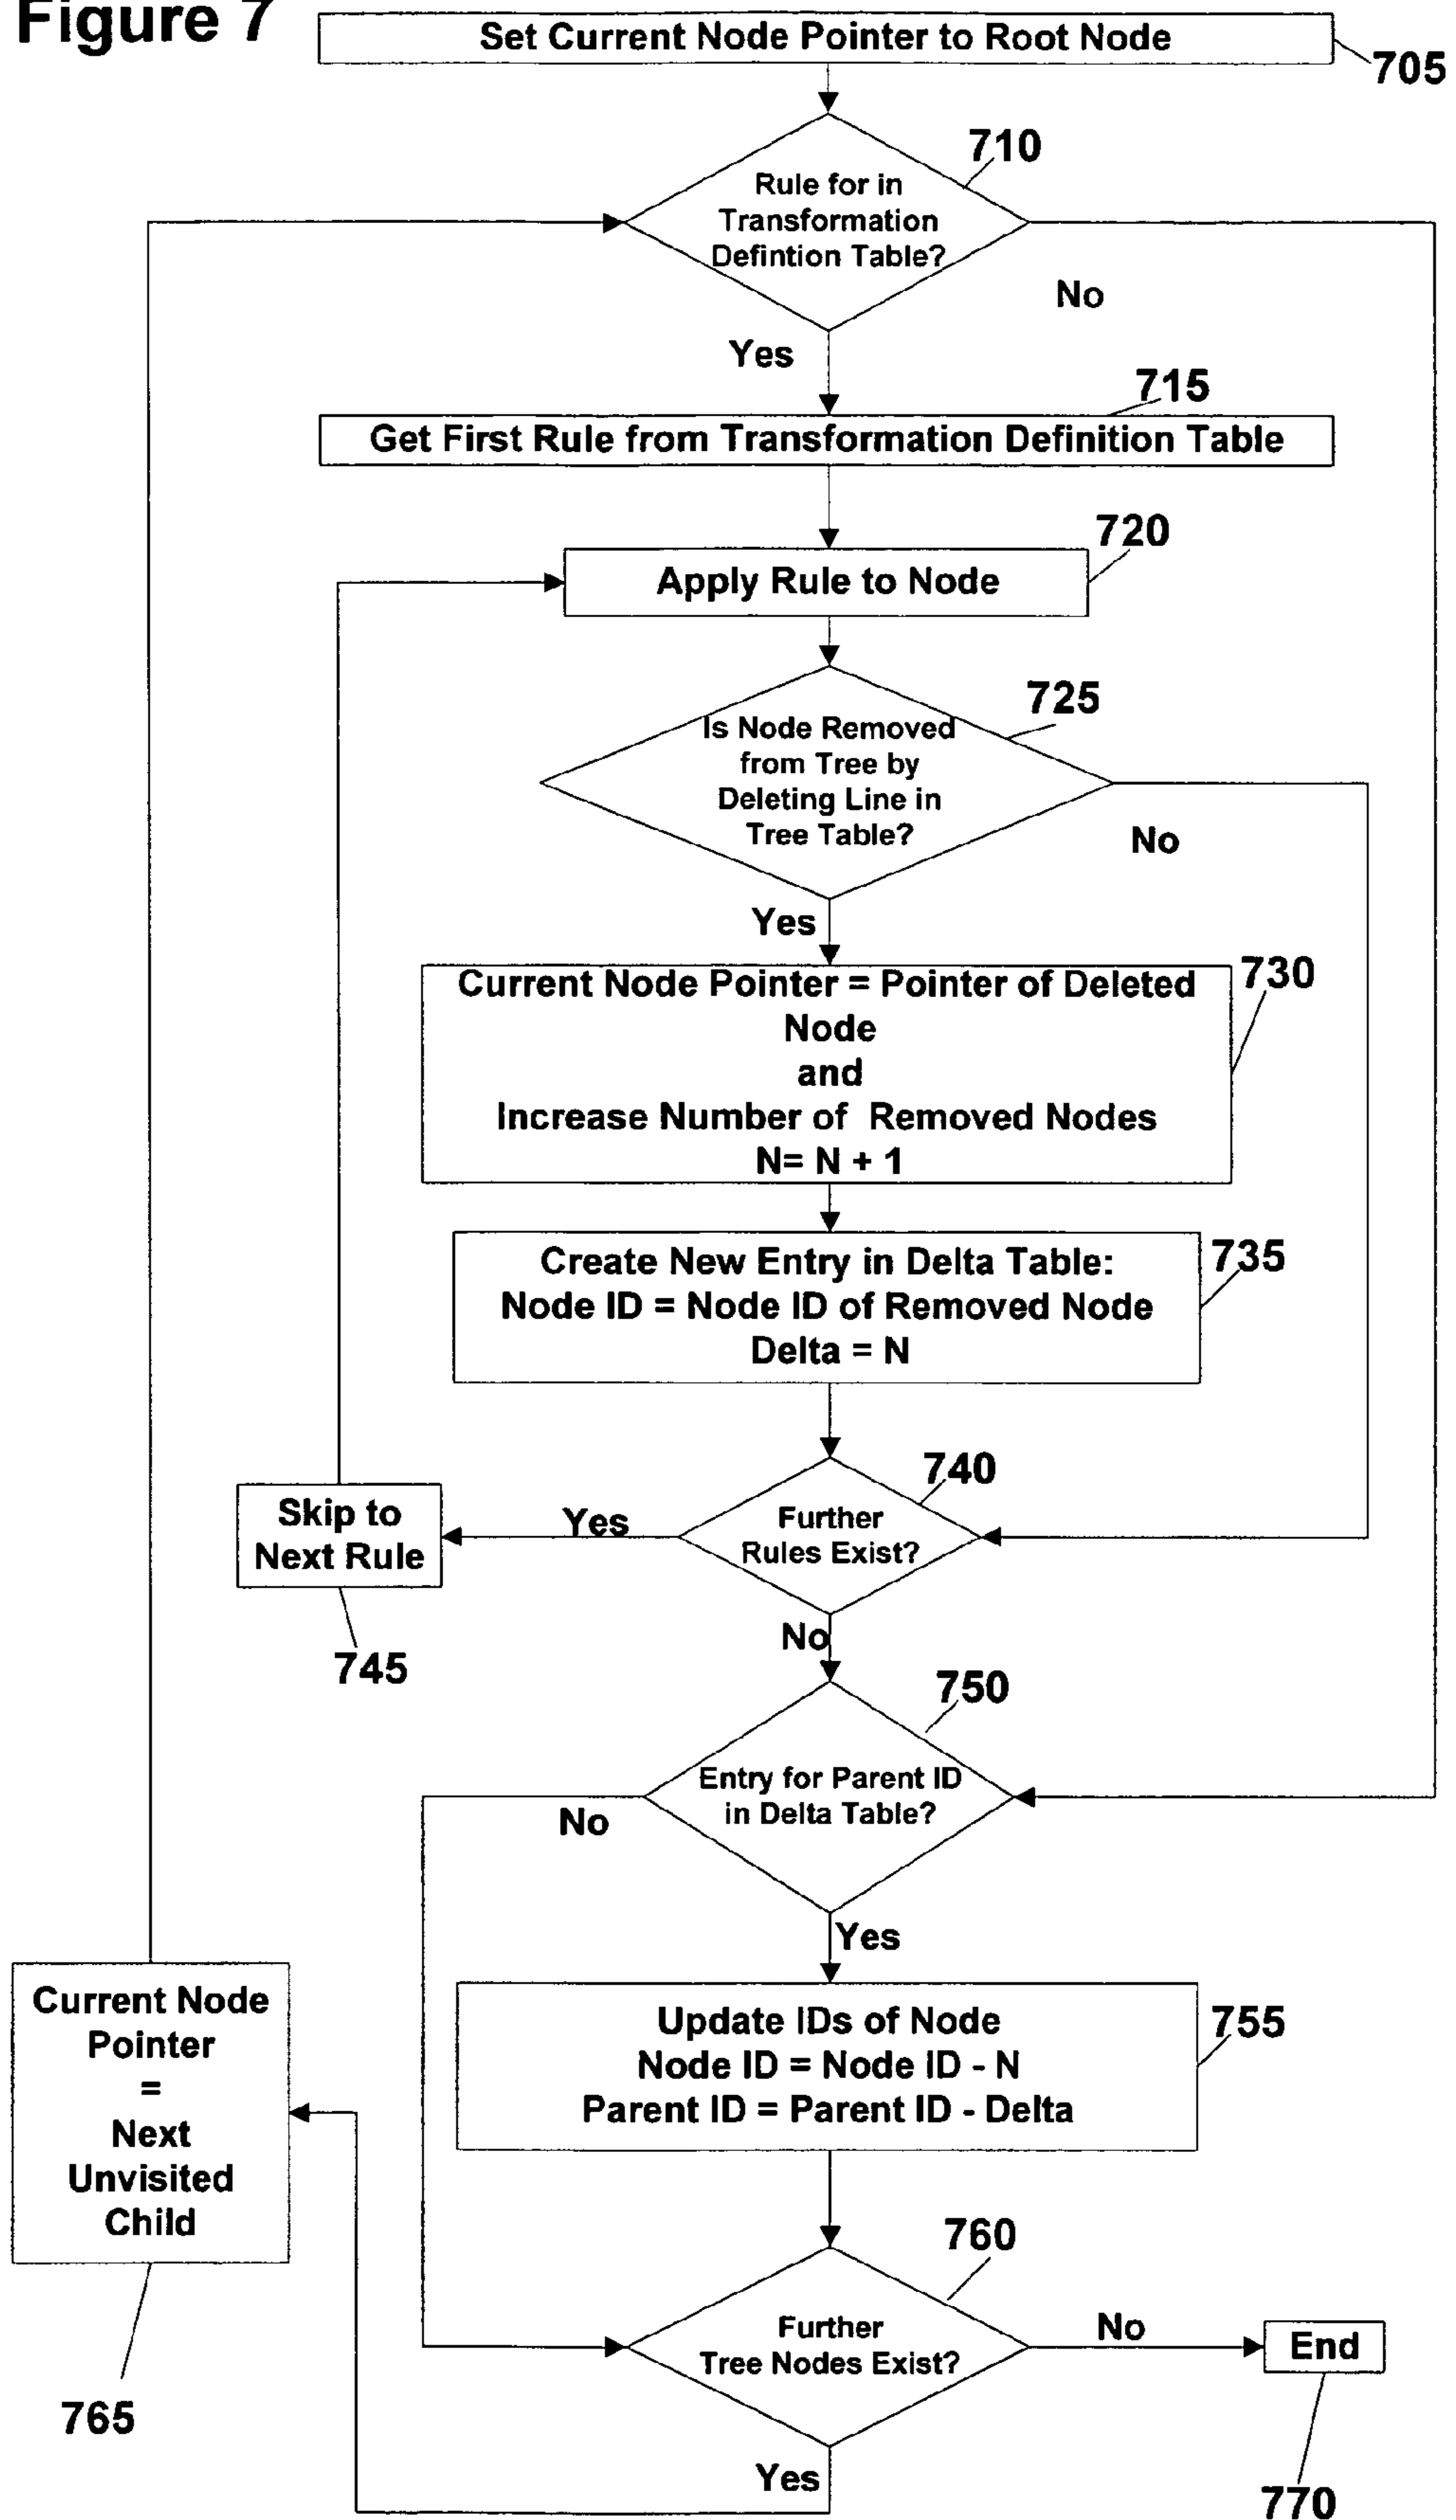 Figure 7
Set Current Node Pointer to Root Node
705
710
Rule for in
Transformation
Defintion Table?
No
Yes
715
Get First Rule from Transformation Definition Table
720
Apply Rule to Node
725
Is Node Removed
from Tree by
Deleting Line in
Tree Table?
No
Yes
730
Current Node Pointer = Pointer of Deleted
Node
and
Increase Number of Removed Nodes
N= N + 1
735
Create New Entry in Delta Table:
Node ID = Node ID of Removed Node
Delta = N
740
Further
Rules Exist?
Yes
Skip to
Next Rule
745
No
750
Entry for Parent ID
in Delta Table?
No
Yes
755
Update IDs of Node
Node ID = Node ID - N
Parent ID = Parent ID - Delta
Current Node
Pointer
=
Next
Unvisited
Child
765
760
Further
Tree Nodes Exist?
No
End
770
Yes